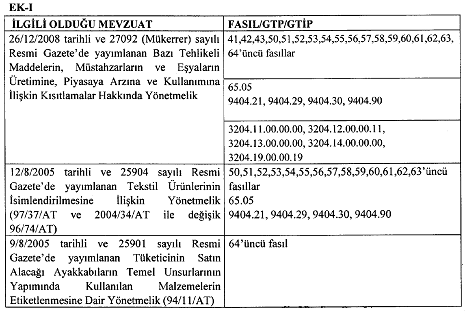 EK-I
İLGİLİ OLDUĞU MEVZUAT
FASIL/GTP/GTİP
26/12/2008 tarihli ve 27092 (Mükerrer) sayılı
Resmi Gazete'de yayımlanan Bazı Tehlikeli
Maddelerin, Müstahzarların ve Eşyaların
Üretimine, Piyasaya Arzına ve Kullanımına
İlişkin Kısıtlamalar Hakkında Yönetmelik
41,42,43,50,51,52,53,54,55,56,57,58,59,60,61,62,63,
64'üncü fasıllar
65.05
9404.21, 9404.29, 9404.30, 9404.90
3204.11.00.00.00, 3204.12.00.00.11,
3204.13.00.00.00, 3204.14.00.00.00,
3204.19.00.00.19
12/8/2005 tarihli ve 25904 sayılı Resmi
Gazete'de yayımlanan Tekstil Ürünlerinin
İsimlendirilmesine İlişkin Yönetmelik
(97/37/AT ve 2004/34/AT ile değişik
96/74/AT)
50,51,52,53,54,55,56,57,58,59,60,61,62,63'üncü
fasıllar
65.05
9404.21, 9404.29, 9404.30, 9404.90
9/8/2005 tarihli ve 25901 sayılı Resmi
Gazete'de yayımlanan Tüketicinin Satın
Alacağı Ayakkabıların Temel Unsurlarının
Yapımında Kullanılan Malzemelerin
Etiketlenmesine Dair Yönetmelik (94/11/AT)
64'üncü fasıl